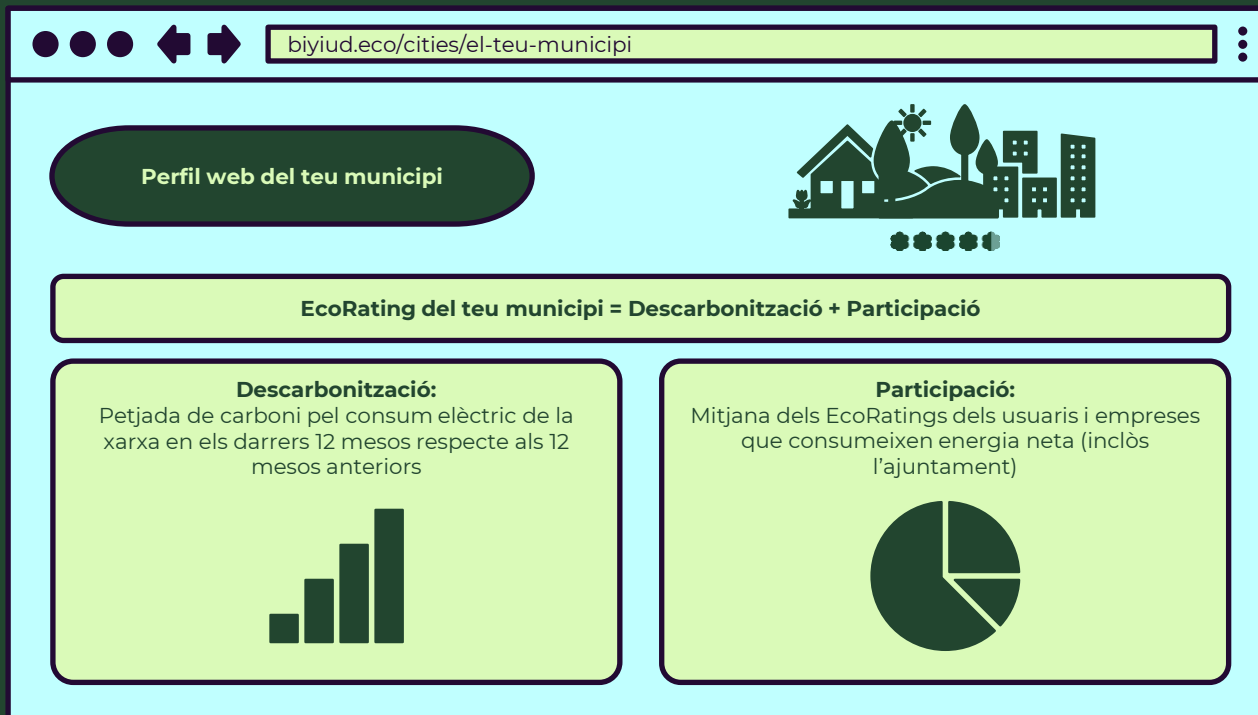 biyiud.eco/cities/el-teu-municipi
Perfil web del teu municipi
EcoRating del teu municipi = Descarbonització + Participació
Descarbonització:
Petjada de carboni pel consum elèctric de la
xarxa en els darrers 12 mesos respecte als 12
mesos anteriors
Participació:
Mitjana dels EcoRatings dels usuaris i empreses
que consumeixen energia neta (inclòs
l’ajuntament)